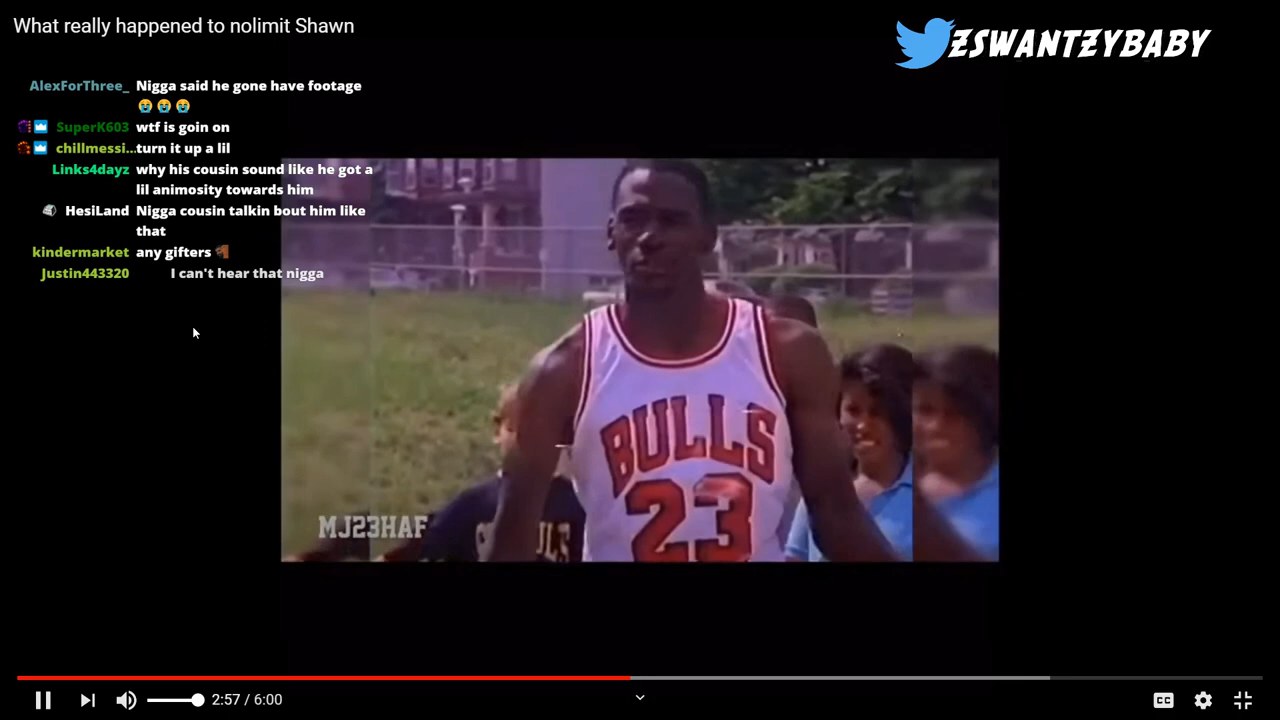 What really happened to nolimit Shawn
ZSWANTZYBABY
AlexForThree_ Nigga said he gone have footage
😭 😭 😭
SuperK603 wtf is goin on
chillmessi... turn it up a lil
Links4dayz why his cousin sound like he got a
lil animosity towards him
HesiLand Nigga cousin talkin bout him like
that
kindermarket any gifters
Justin443320 I can't hear that nigga
BULLS
23
MJ23HAF
2:57 / 6:00
CC